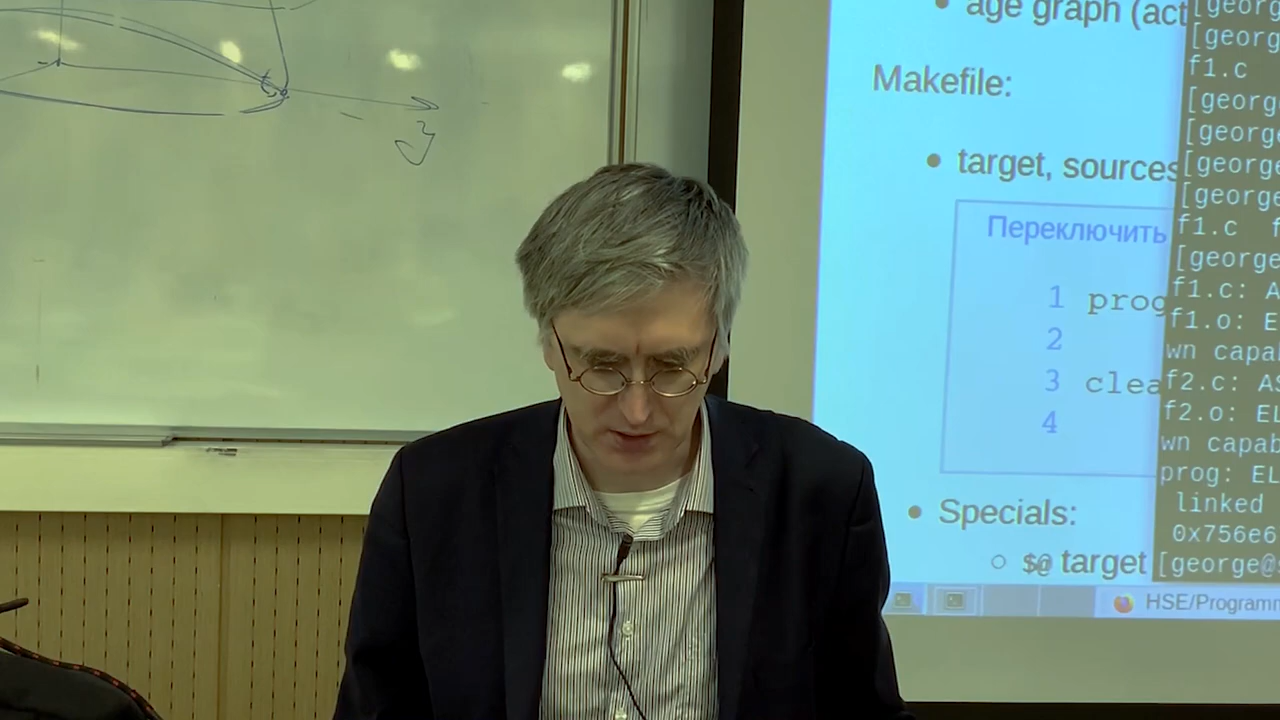 age graph (act
Makefile:
target, sources
Переключить
1 prog
2
3 clea
4
Specials:
$@ target
HSE/Programm
[georg
[georg
f1.c
[george
[george
[george
[george
f1.c f
[george
f1.c: A
f1.o: E
wn capab
f2.c: AS
f2.o: EL
wn capab
prog: EL
linked
0x756e6
[george@